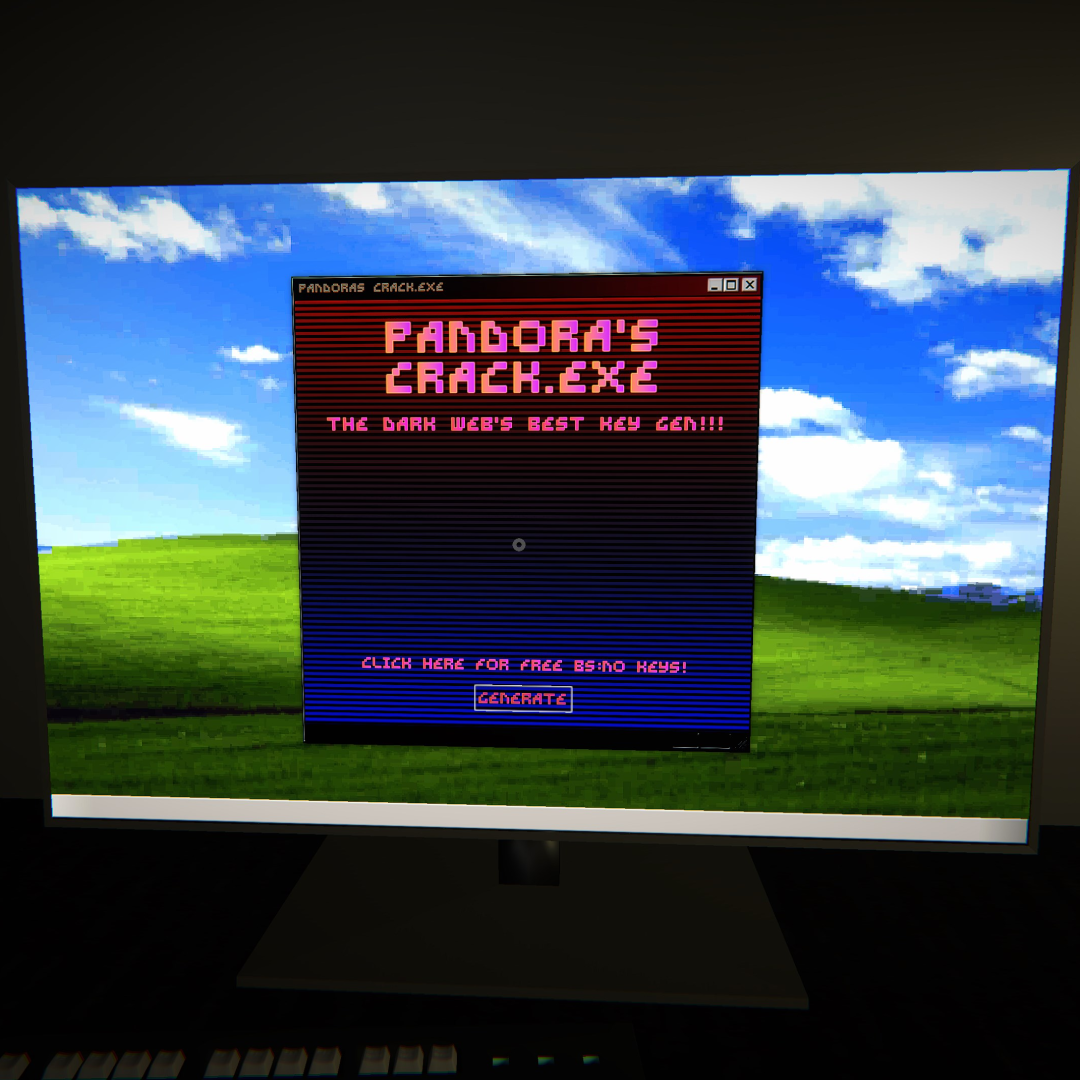 PANDORAS CRACK.EXE
PANDORA'S
CRACK.EXE
THE DARK WEB'S BEST KEY GEN!!!
CLICK HERE FOR FREE BS:NO KEYS!
GENERATE